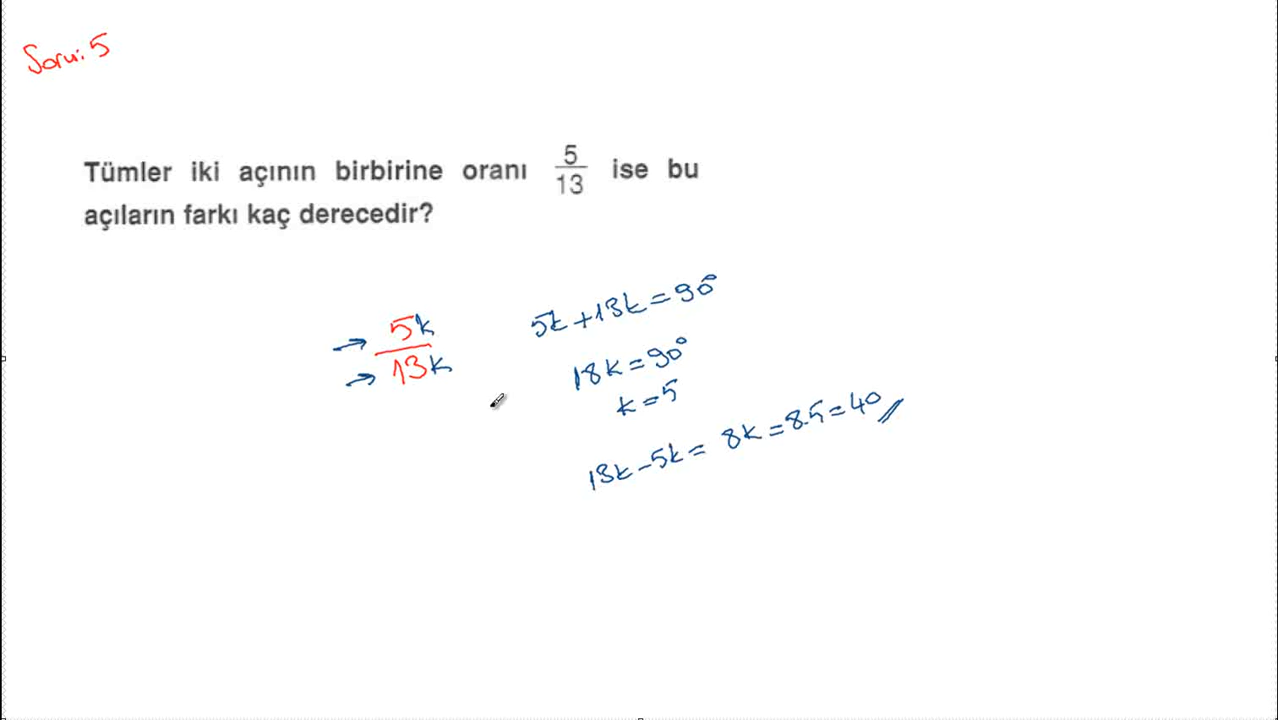 Soru: 5
Tümler iki açının birbirine oranı 5/13 ise bu
açıların farkı kaç derecedir?
→ 5k
→ 13k
5k+13k=90°
18k=90°
k=5
13k-5k= 8k=8.5=40